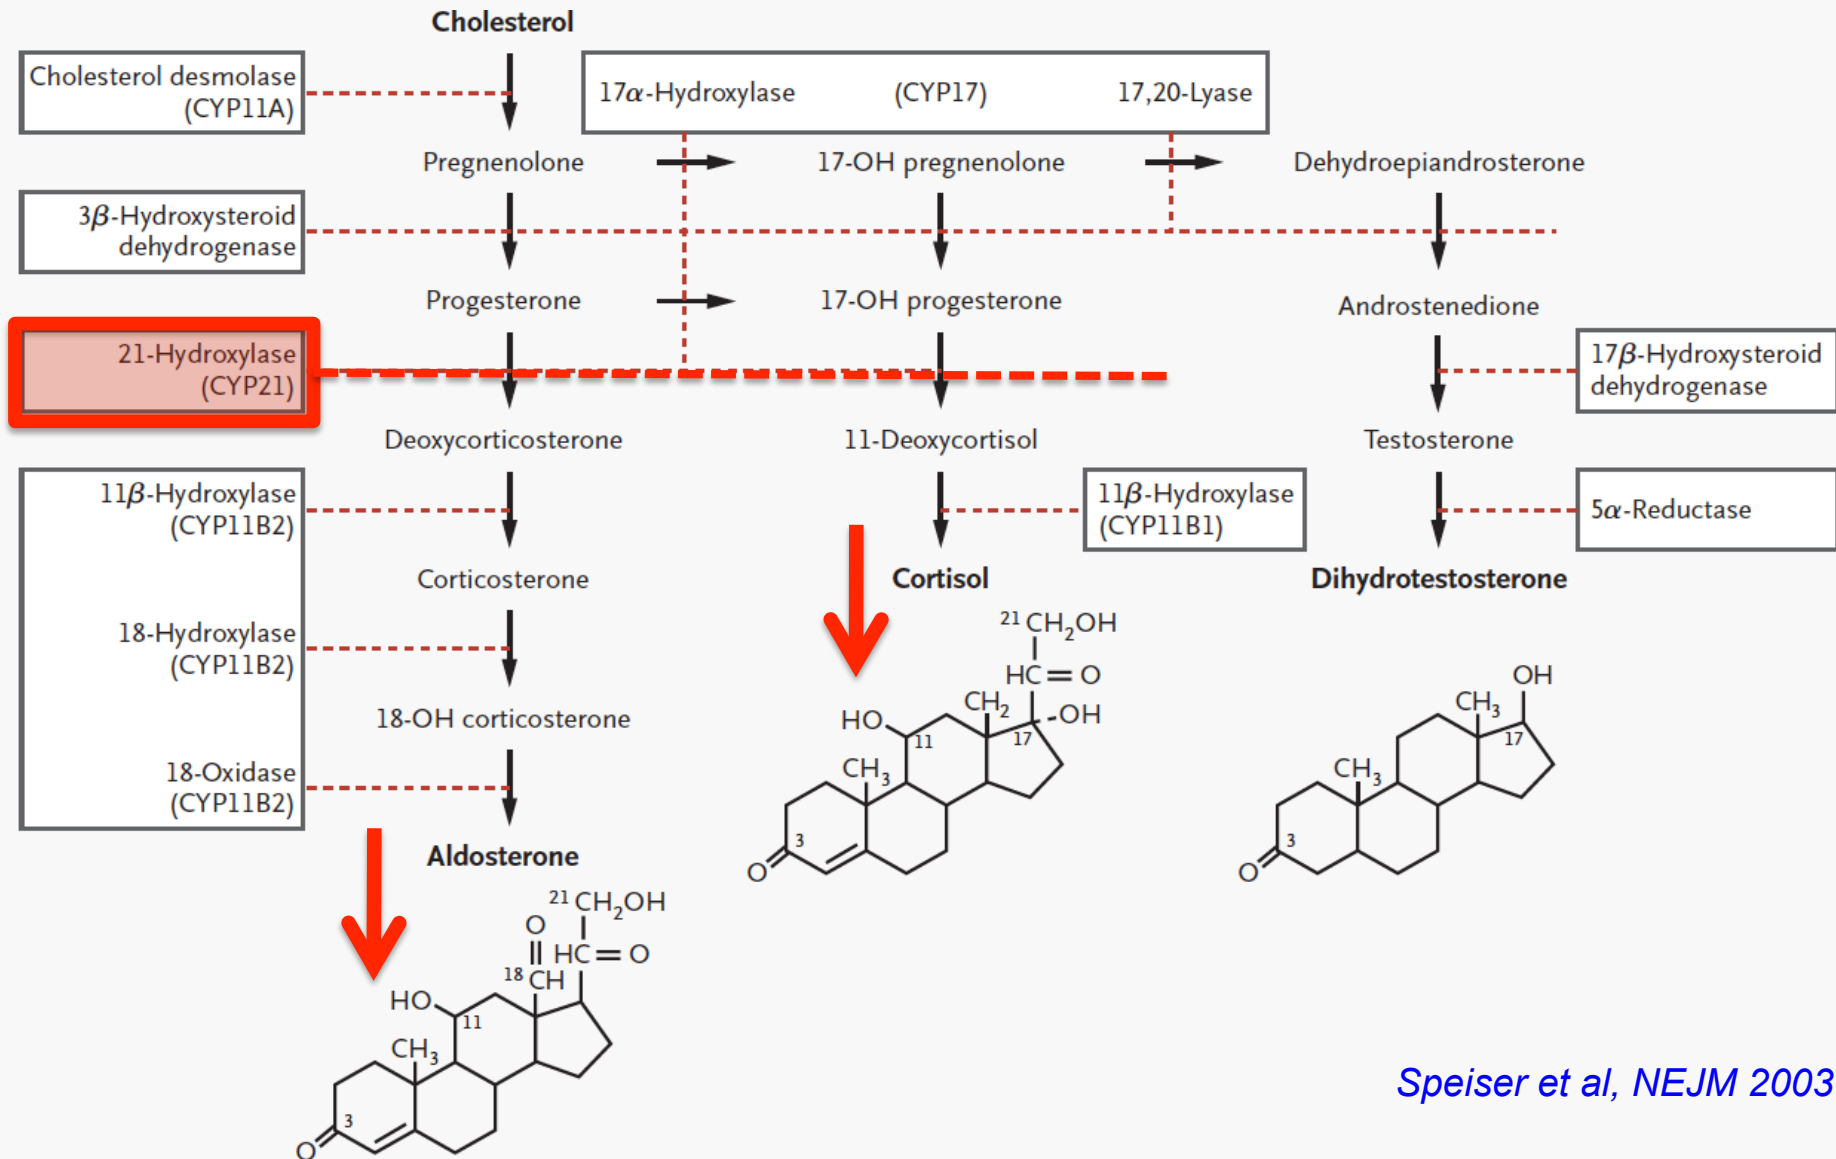 Cholesterol
Cholesterol desmolase
(CYP11A)
17α-Hydroxylase (CYP17) 17,20-Lyase
Pregnenolone
17-OH pregnenolone
Dehydroepiandrosterone
3β-Hydroxysteroid
dehydrogenase
Progesterone
17-OH progesterone
Androstenedione
21-Hydroxylase
(CYP21)
17β-Hydroxysteroid
dehydrogenase
Deoxycorticosterone
11-Deoxycortisol
Testosterone
11β-Hydroxylase
(CYP11B2)
11β-Hydroxylase
(CYP11B1)
5α-Reductase
Corticosterone
Cortisol
Dihydrotestosterone
18-Hydroxylase
(CYP11B2)
18-OH corticosterone
18-Oxidase
(CYP11B2)
Aldosterone
21 CH2OH
HC=O
CH2
HO
OH
11
17
CH3
3
O
OH
CH3
17
CH3
3
O
21 CH2OH
O
HC=O
18 CH
HO
11
CH3
3
O
Speiser et al, NEJM 2003